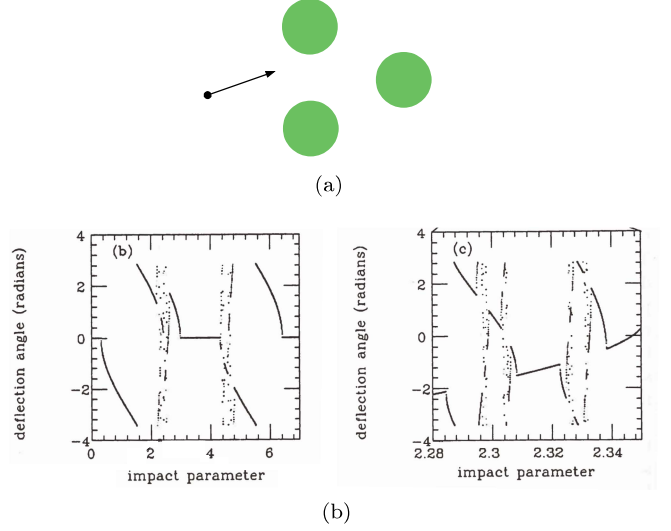 (a)
deflection angle (radians)
4
2
0
−2
−4
(b)
0
2
4
6
impact parameter
deflection angle (radians)
4
2
0
−2
−4
(c)
2.28
2.3
2.32
2.34
impact parameter
(b)